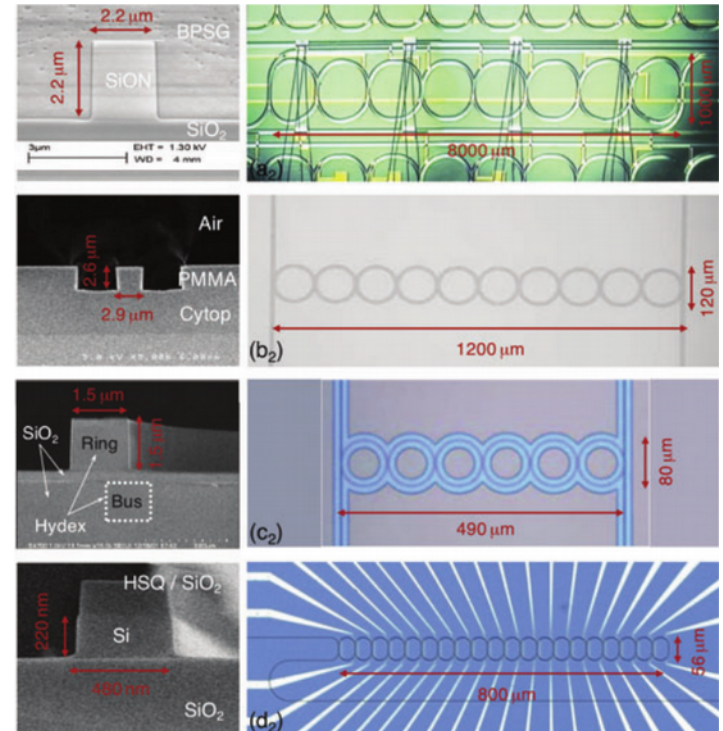 2.2 μm
BPSG
2.2 μm
SiON
SiO2
3μm
EHT = 1.30 kV
WD = 4 mm
1000 μm
8000 μm
(a2)
Air
2.6 μm
PMMA
2.9 μm
Cytop
120 μm
1200 μm
(b2)
1.5 μm
SiO2
Ring
1.5 μm
Bus
Hydex
80 μm
490 μm
(c2)
HSQ / SiO2
220 nm
Si
460 nm
SiO2
56 μm
800 μm
(d2)